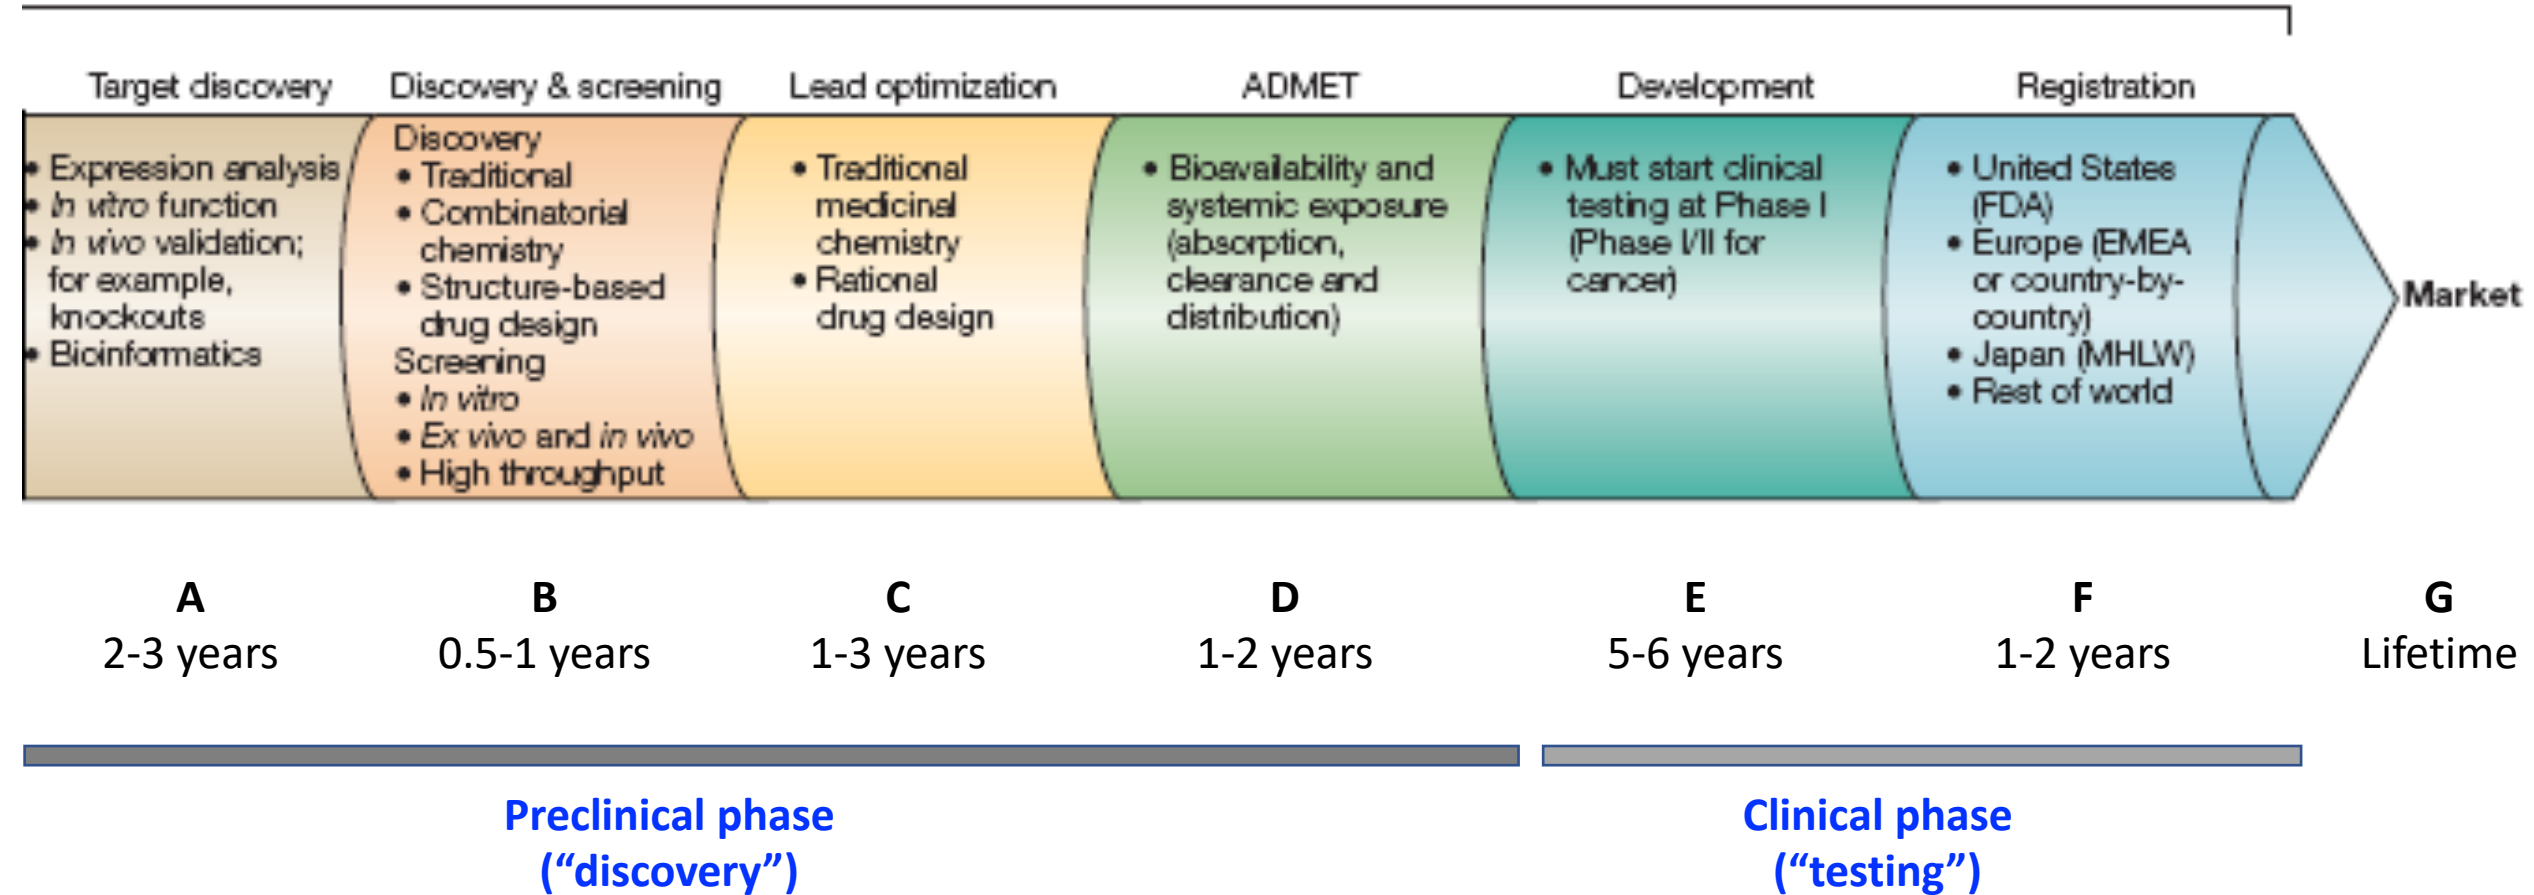 Target discovery
Discovery & screening
Lead optimization
ADMET
Development
Registration
• Expression analysis
• In vitro function
• In vivo validation;
for example,
knockouts
• Bioinformatics
Discovery
• Traditional
• Combinatorial
chemistry
• Structure-based
drug design
Screening
• In vitro
• Ex vivo and in vivo
• High throughput
• Traditional
medicinal
chemistry
• Rational
drug design
• Bioavailability and
systemic exposure
(absorption,
clearance and
distribution)
• Must start clinical
testing at Phase I
(Phase I/II for
cancer)
• United States
(FDA)
• Europe (EMEA
or country-by-
country)
• Japan (MHLW)
• Rest of world
Market
A
2-3 years
B
0.5-1 years
C
1-3 years
D
1-2 years
E
5-6 years
F
1-2 years
G
Lifetime
Preclinical phase
(“discovery”)
Clinical phase
(“testing”)